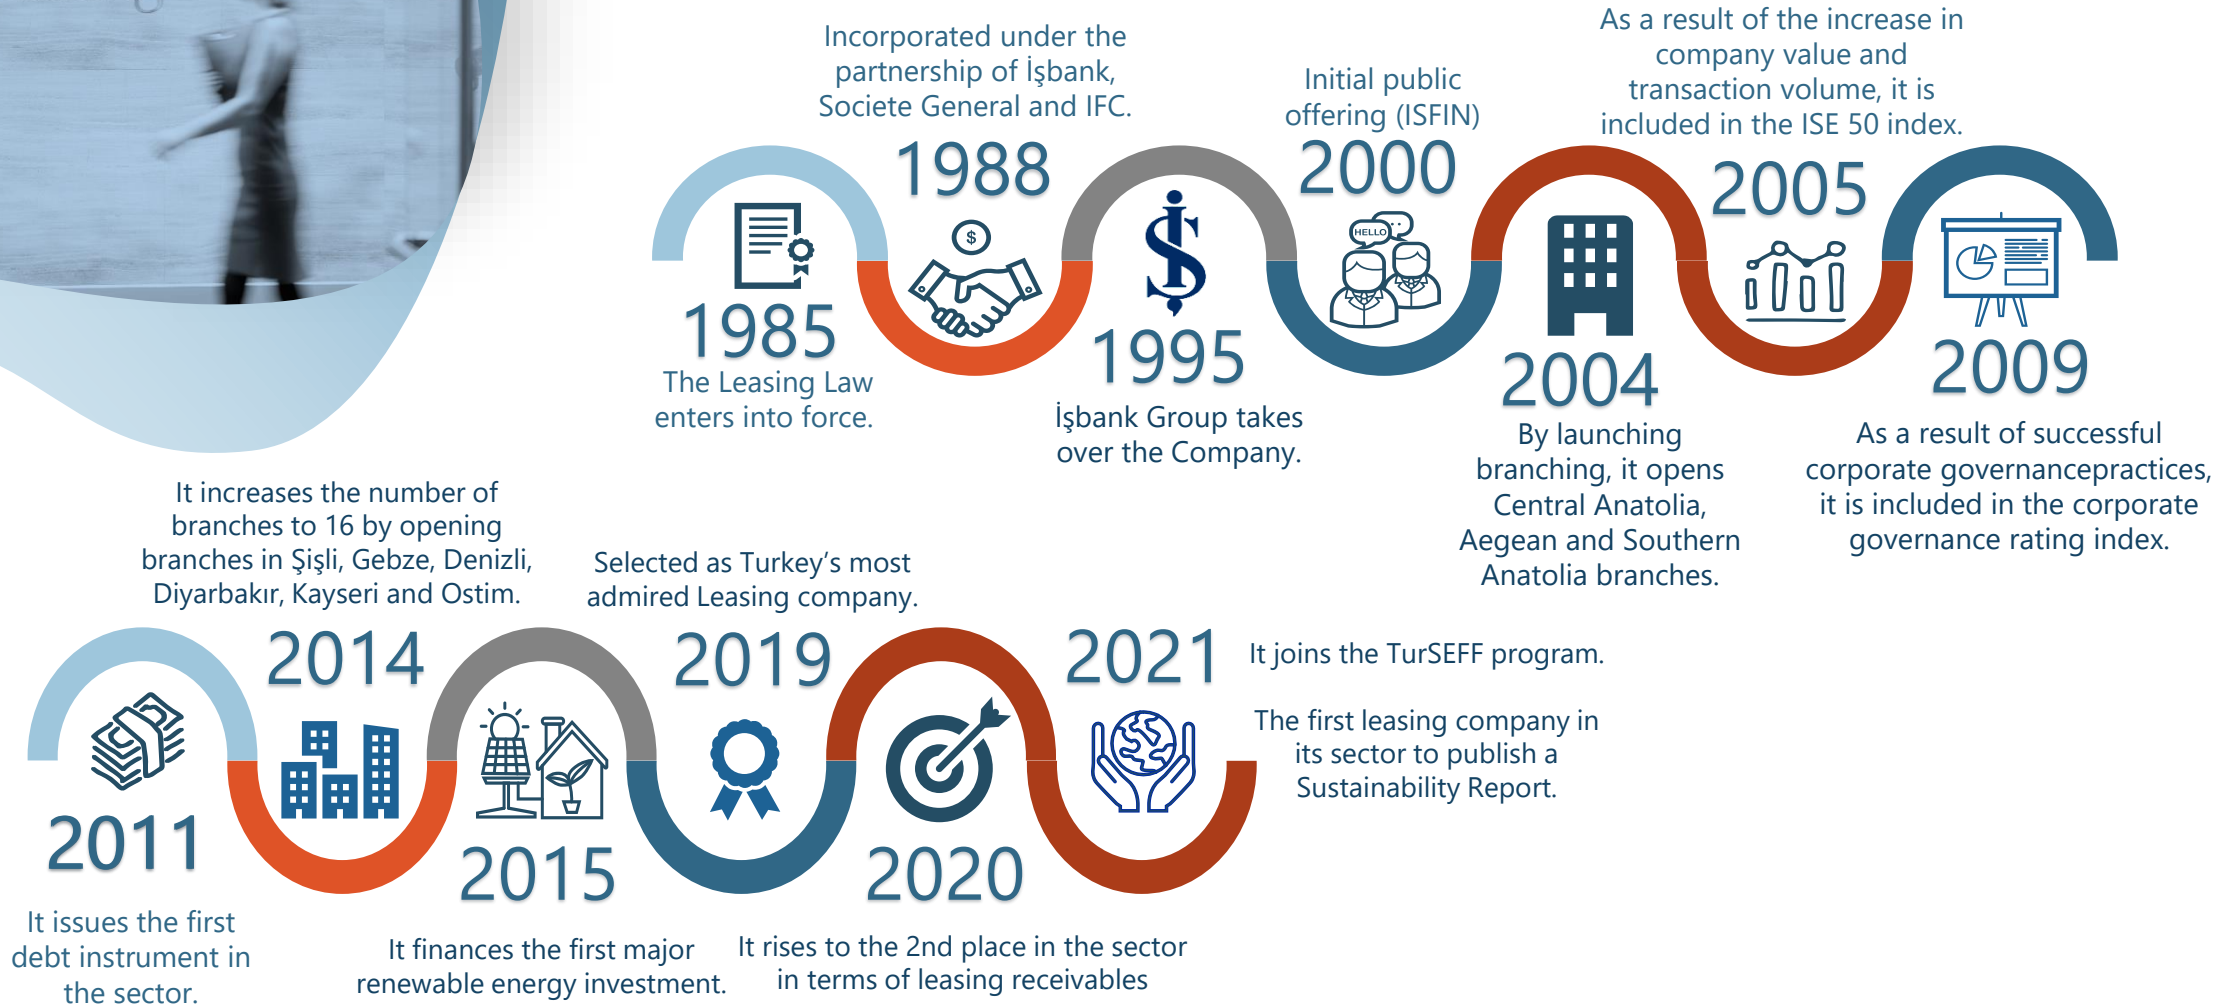 The Leasing Law
enters into force.
1985
Incorporated under the
partnership of İşbank,
Societe General and IFC.
1988
$
1995
İşbank Group takes
over the Company.
Initial public
offering (ISFIN)
2000
HELLO
2004
By launching
branching, it opens
Central Anatolia,
Aegean and Southern
Anatolia branches.
As a result of the increase in
company value and
transaction volume, it is
included in the ISE 50 index.
2005
2009
As a result of successful
corporate governancepractices,
it is included in the corporate
governance rating index.
2011
It issues the first
debt instrument in
the sector.
It increases the number of
branches to 16 by opening
branches in Şişli, Gebze, Denizli,
Diyarbakır, Kayseri and Ostim.
2014
2015
It finances the first major
renewable energy investment.
Selected as Turkey’s most
admired Leasing company.
2019
2020
It rises to the 2nd place in the sector
in terms of leasing receivables
2021
It joins the TurSEFF program.
The first leasing company in
its sector to publish a
Sustainability Report.